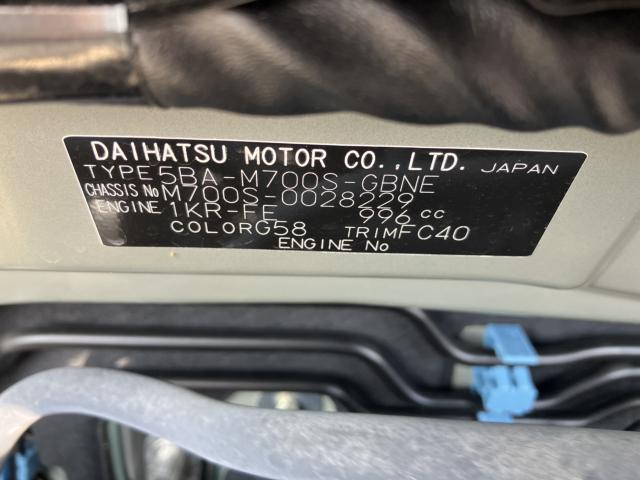 DAIHATSU MOTOR CO.,LTD. JAPAN
TYPE 5BA-M700S-GBNE
CHASSIS No M700S-0028229
ENGINE 1KR-FE 996 cc
COLOR G58 TRIM FC40
ENGINE No